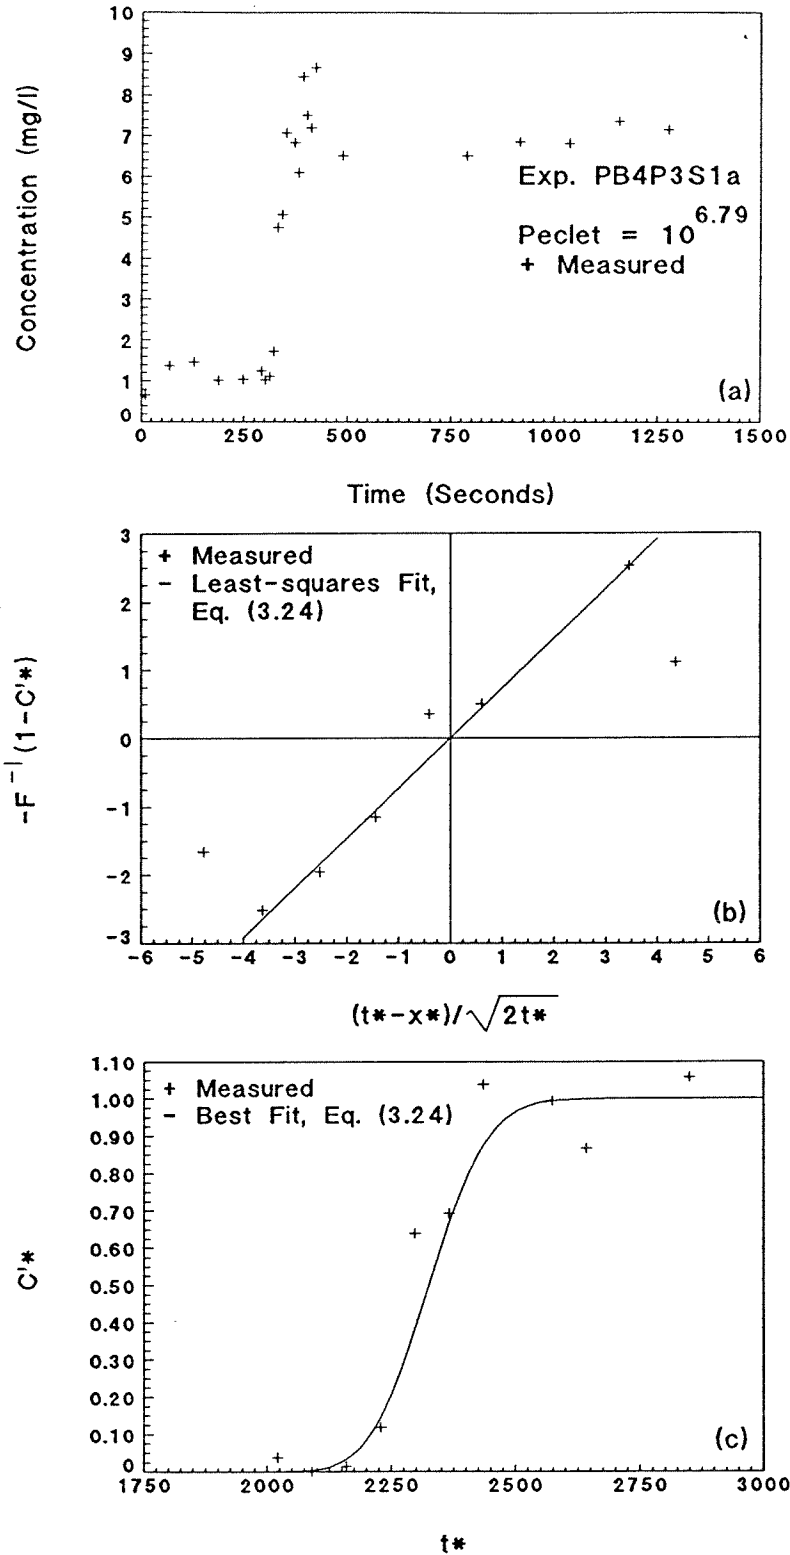 10
9
8
7
6
5
4
3
2
1
0
Concentration (mg/l)
Exp. PB4P3S1a
Peclet = 10^6.79
+ Measured
(a)
0 250 500 750 1000 1250 1500
Time (Seconds)
3
2
1
0
-1
-2
-3
-F^-1(1-C'*)
+ Measured
- Least-squares Fit,
Eq. (3.24)
(b)
-6 -5 -4 -3 -2 -1 0 1 2 3 4 5 6
(t*-x*)/√2t*
1.10
1.00
0.90
0.80
0.70
0.60
0.50
0.40
0.30
0.20
0.10
0
C'*
+ Measured
- Best Fit, Eq. (3.24)
(c)
1750 2000 2250 2500 2750 3000
t*